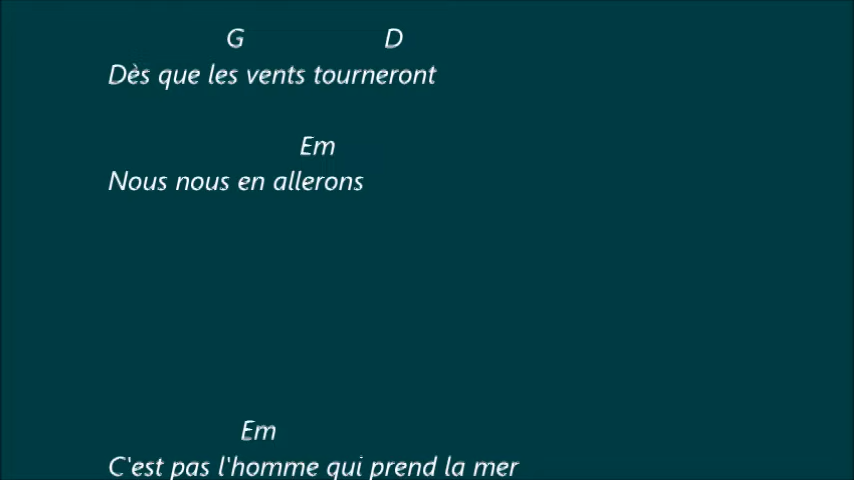 G D
Dès que les vents tourneront
Em
Nous nous en allerons
Em
C'est pas l'homme qui prend la mer